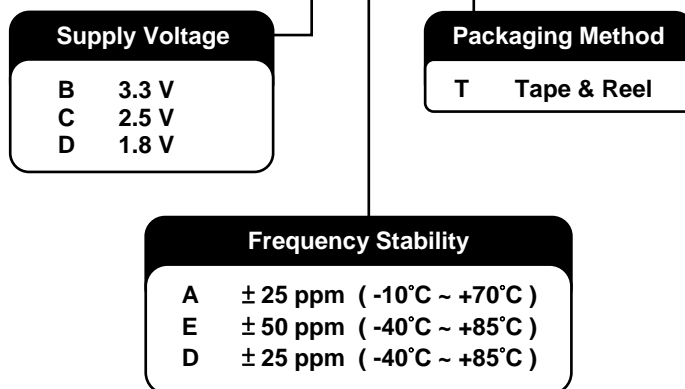 Supply Voltage
B 3.3 V
C 2.5 V
D 1.8 V
Packaging Method
T Tape & Reel
Frequency Stability
A ± 25 ppm ( -10°C ~ +70°C )
E ± 50 ppm ( -40°C ~ +85°C )
D ± 25 ppm ( -40°C ~ +85°C )